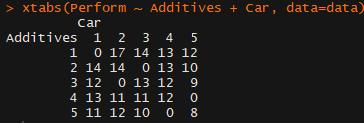 > xtabs(Perform ~ Additives + Car, data=data)
         Car
Additives  1  2  3  4  5
        1  0 17 14 13 12
        2 14 14  0 13 10
        3 12  0 13 12  9
        4 13 11 11 12  0
        5 11 12 10  0  8